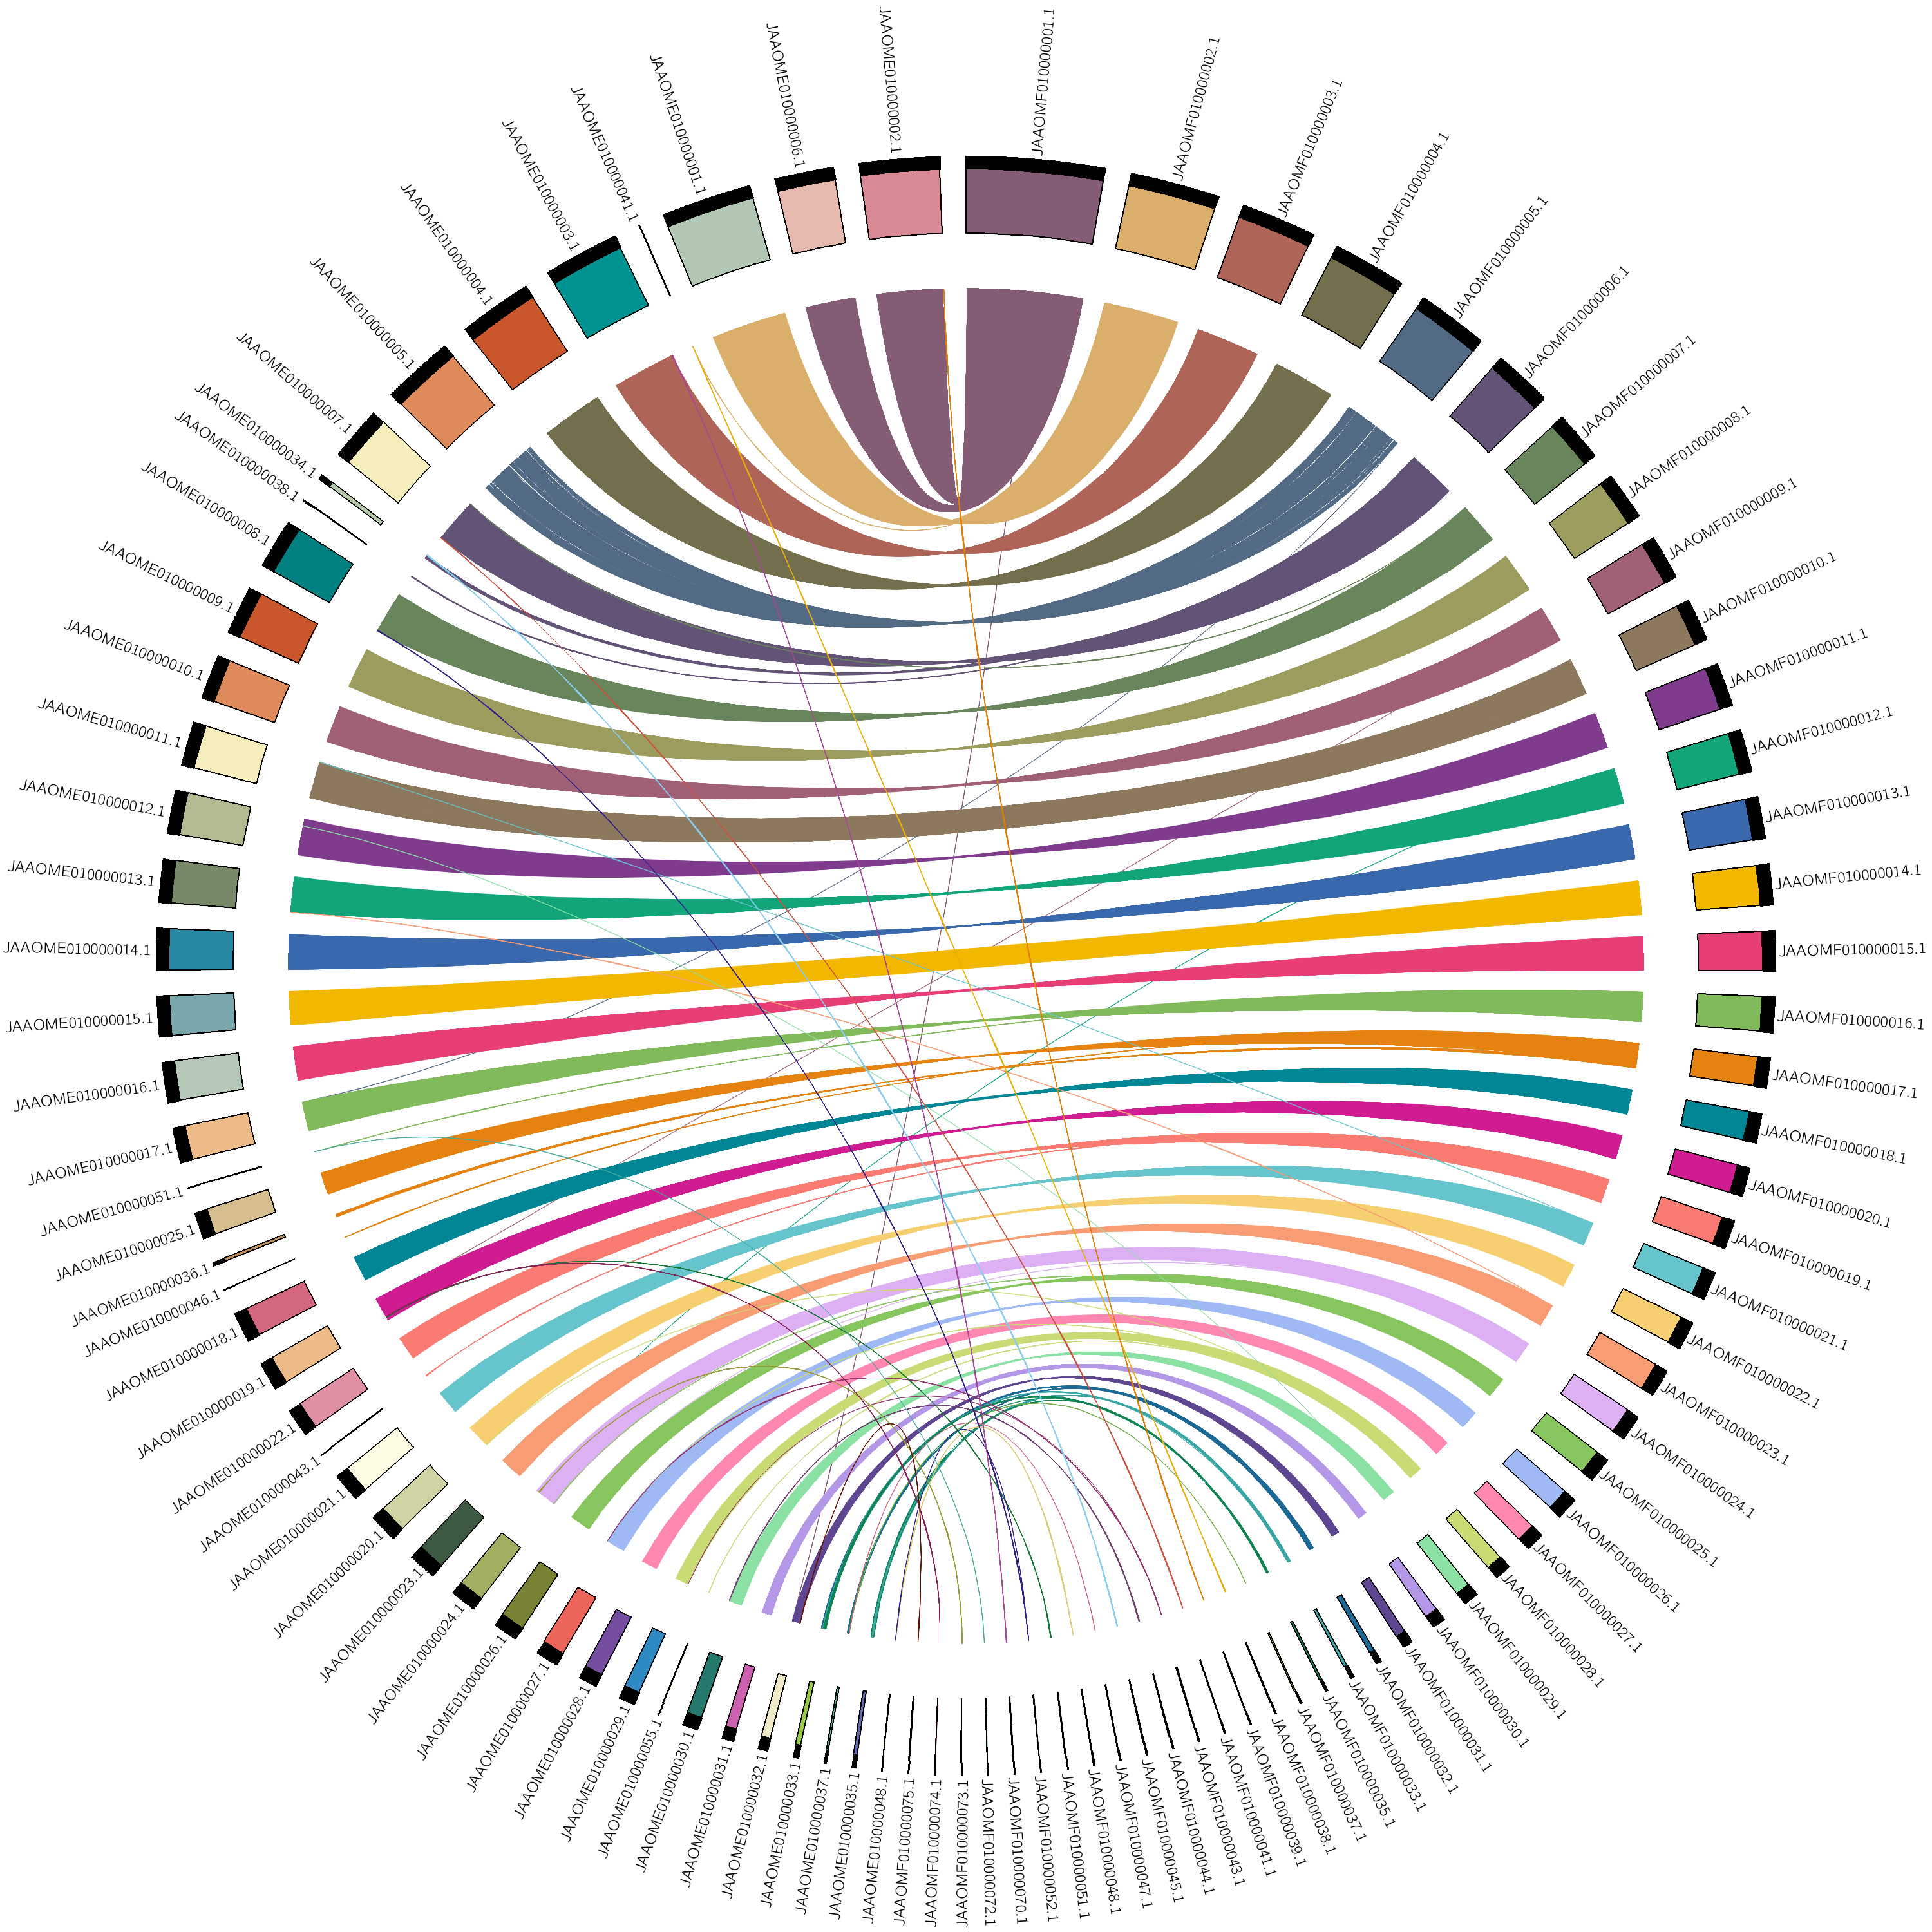 JAAOMF010000001.1
JAAOMF010000002.1
JAAOMF010000003.1
JAAOMF010000004.1
JAAOMF010000005.1
JAAOMF010000006.1
JAAOMF010000007.1
JAAOMF010000008.1
JAAOMF010000009.1
JAAOMF010000010.1
JAAOMF010000011.1
JAAOMF010000012.1
JAAOMF010000013.1
JAAOMF010000014.1
JAAOMF010000015.1
JAAOMF010000016.1
JAAOMF010000017.1
JAAOMF010000018.1
JAAOMF010000020.1
JAAOMF010000019.1
JAAOMF010000021.1
JAAOMF010000022.1
JAAOMF010000023.1
JAAOMF010000024.1
JAAOMF010000025.1
JAAOMF010000026.1
JAAOMF010000027.1
JAAOMF010000028.1
JAAOMF010000029.1
JAAOMF010000030.1
JAAOMF010000031.1
JAAOMF010000032.1
JAAOMF010000033.1
JAAOMF010000035.1
JAAOMF010000037.1
JAAOMF010000038.1
JAAOMF010000039.1
JAAOMF010000041.1
JAAOMF010000043.1
JAAOMF010000044.1
JAAOMF010000045.1
JAAOMF010000047.1
JAAOMF010000048.1
JAAOMF010000051.1
JAAOMF010000052.1
JAAOMF010000070.1
JAAOMF010000072.1
JAAOMF010000073.1
JAAOMF010000074.1
JAAOMF010000075.1
JAAOME010000048.1
JAAOME010000035.1
JAAOME010000037.1
JAAOME010000033.1
JAAOME010000032.1
JAAOME010000031.1
JAAOME010000030.1
JAAOME010000055.1
JAAOME010000029.1
JAAOME010000028.1
JAAOME010000027.1
JAAOME010000026.1
JAAOME010000024.1
JAAOME010000023.1
JAAOME010000020.1
JAAOME010000021.1
JAAOME010000043.1
JAAOME010000022.1
JAAOME010000019.1
JAAOME010000018.1
JAAOME010000046.1
JAAOME010000036.1
JAAOME010000025.1
JAAOME010000051.1
JAAOME010000017.1
JAAOME010000016.1
JAAOME010000015.1
JAAOME010000014.1
JAAOME010000013.1
JAAOME010000012.1
JAAOME010000011.1
JAAOME010000010.1
JAAOME010000009.1
JAAOME010000008.1
JAAOME010000038.1
JAAOME010000034.1
JAAOME010000007.1
JAAOME010000005.1
JAAOME010000004.1
JAAOME010000003.1
JAAOME010000041.1
JAAOME010000001.1
JAAOME010000006.1
JAAOME010000002.1